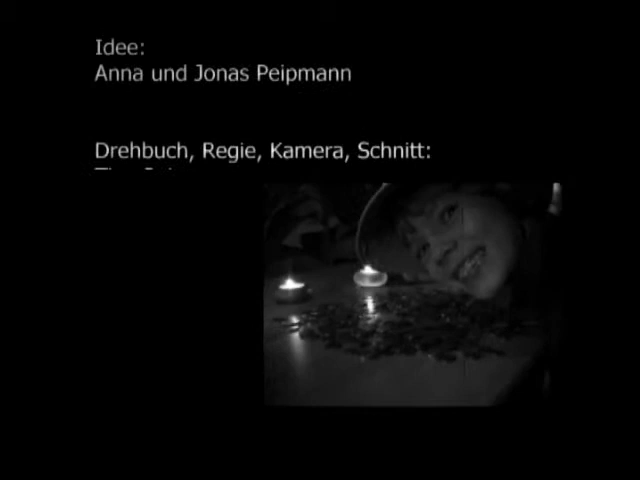 Idee:
Anna und Jonas Peipmann
Drehbuch, Regie, Kamera, Schnitt: